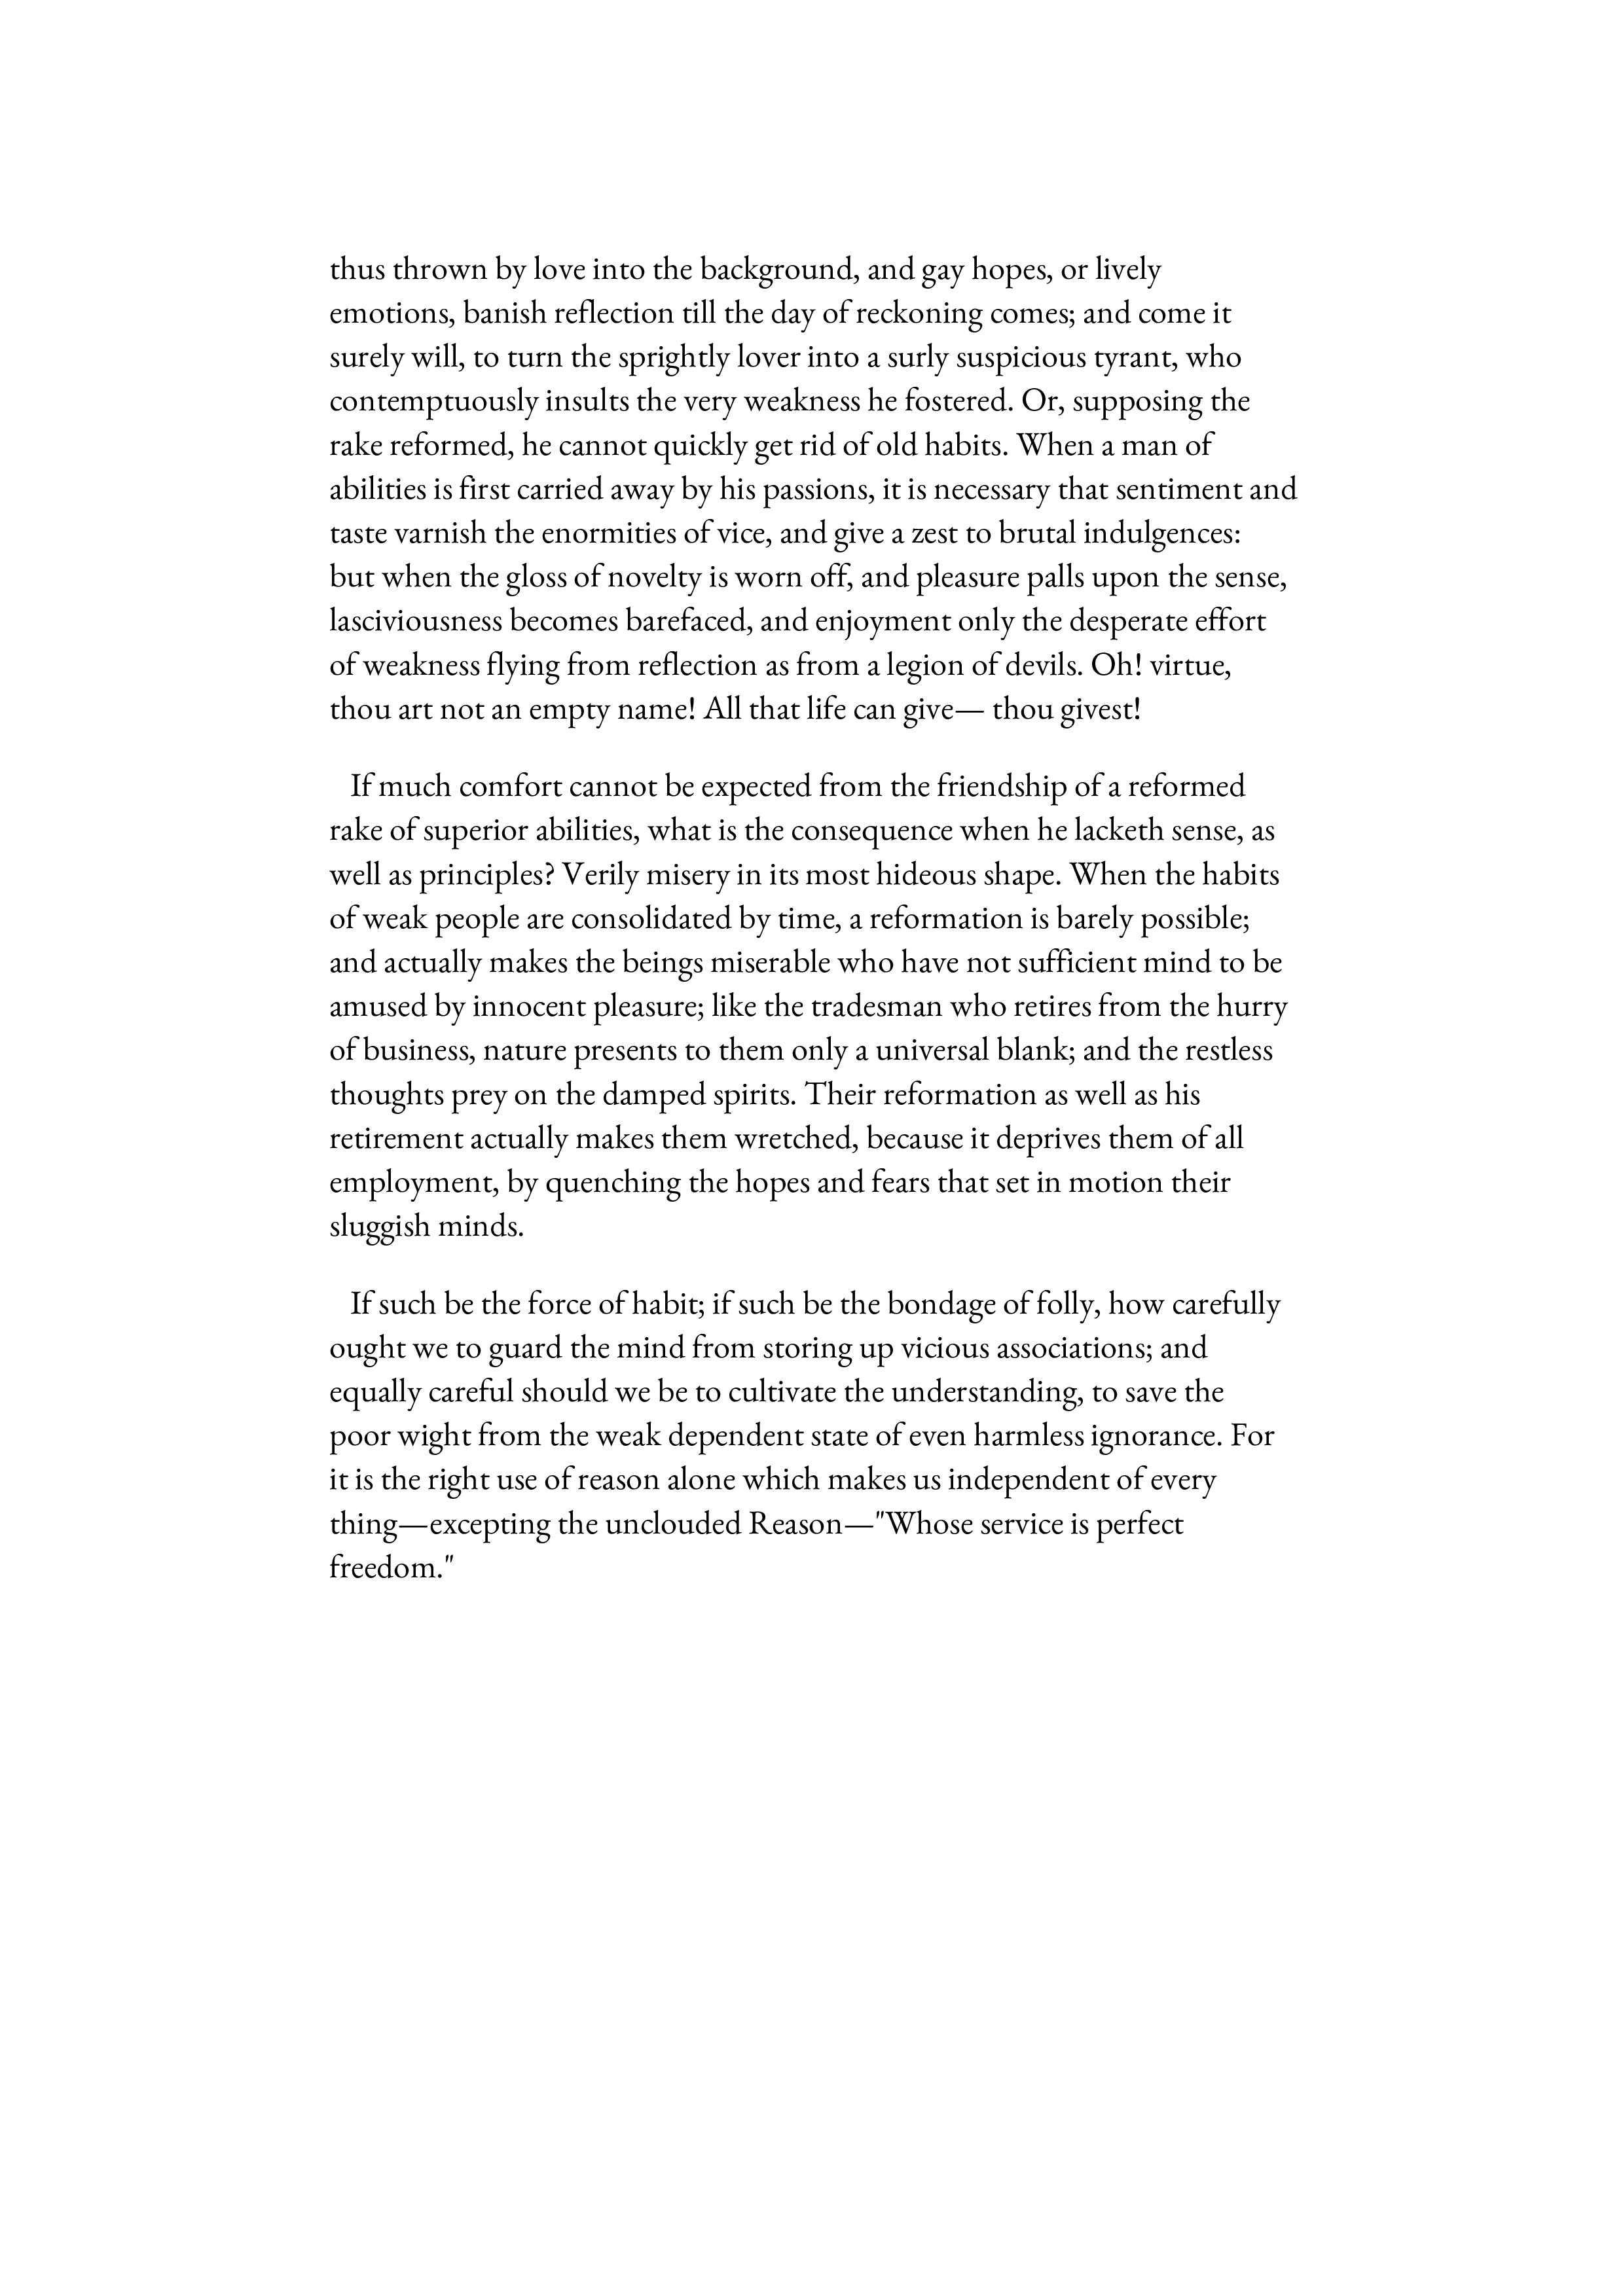 thus thrown by love into the background, and gay hopes, or lively
emotions, banish reflection till the day of reckoning comes; and come it
surely will, to turn the sprightly lover into a surly suspicious tyrant, who
contemptuously insults the very weakness he fostered. Or, supposing the
rake reformed, he cannot quickly get rid of old habits. When a man of
abilities is first carried away by his passions, it is necessary that sentiment and
taste varnish the enormities of vice, and give a zest to brutal indulgences:
but when the gloss of novelty is worn off, and pleasure palls upon the sense,
lasciviousness becomes barefaced, and enjoyment only the desperate effort
of weakness flying from reflection as from a legion of devils. Oh! virtue,
thou art not an empty name! All that life can give— thou givest!
If much comfort cannot be expected from the friendship of a reformed
rake of superior abilities, what is the consequence when he lacketh sense, as
well as principles? Verily misery in its most hideous shape. When the habits
of weak people are consolidated by time, a reformation is barely possible;
and actually makes the beings miserable who have not sufficient mind to be
amused by innocent pleasure; like the tradesman who retires from the hurry
of business, nature presents to them only a universal blank; and the restless
thoughts prey on the damped spirits. Their reformation as well as his
retirement actually makes them wretched, because it deprives them of all
employment, by quenching the hopes and fears that set in motion their
sluggish minds.
If such be the force of habit; if such be the bondage of folly, how carefully
ought we to guard the mind from storing up vicious associations; and
equally careful should we be to cultivate the understanding, to save the
poor wight from the weak dependent state of even harmless ignorance. For
it is the right use of reason alone which makes us independent of every
thing—excepting the unclouded Reason—"Whose service is perfect
freedom."